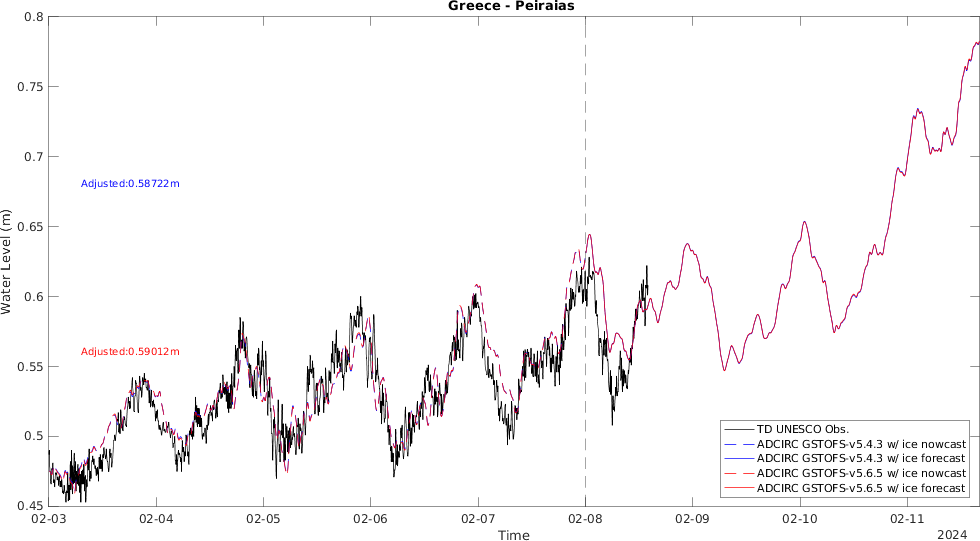 Greece - Peiraias
0.8
0.75
0.7
0.65
0.6
0.55
0.5
0.45
Water Level (m)
Adjusted:0.58722m
Adjusted:0.59012m
TD UNESCO Obs.
ADCIRC GSTOFS-v5.4.3 w/ ice nowcast
ADCIRC GSTOFS-v5.4.3 w/ ice forecast
ADCIRC GSTOFS-v5.6.5 w/ ice nowcast
ADCIRC GSTOFS-v5.6.5 w/ ice forecast
02-03 02-04 02-05 02-06 02-07 02-08 02-09 02-10 02-11
Time
2024